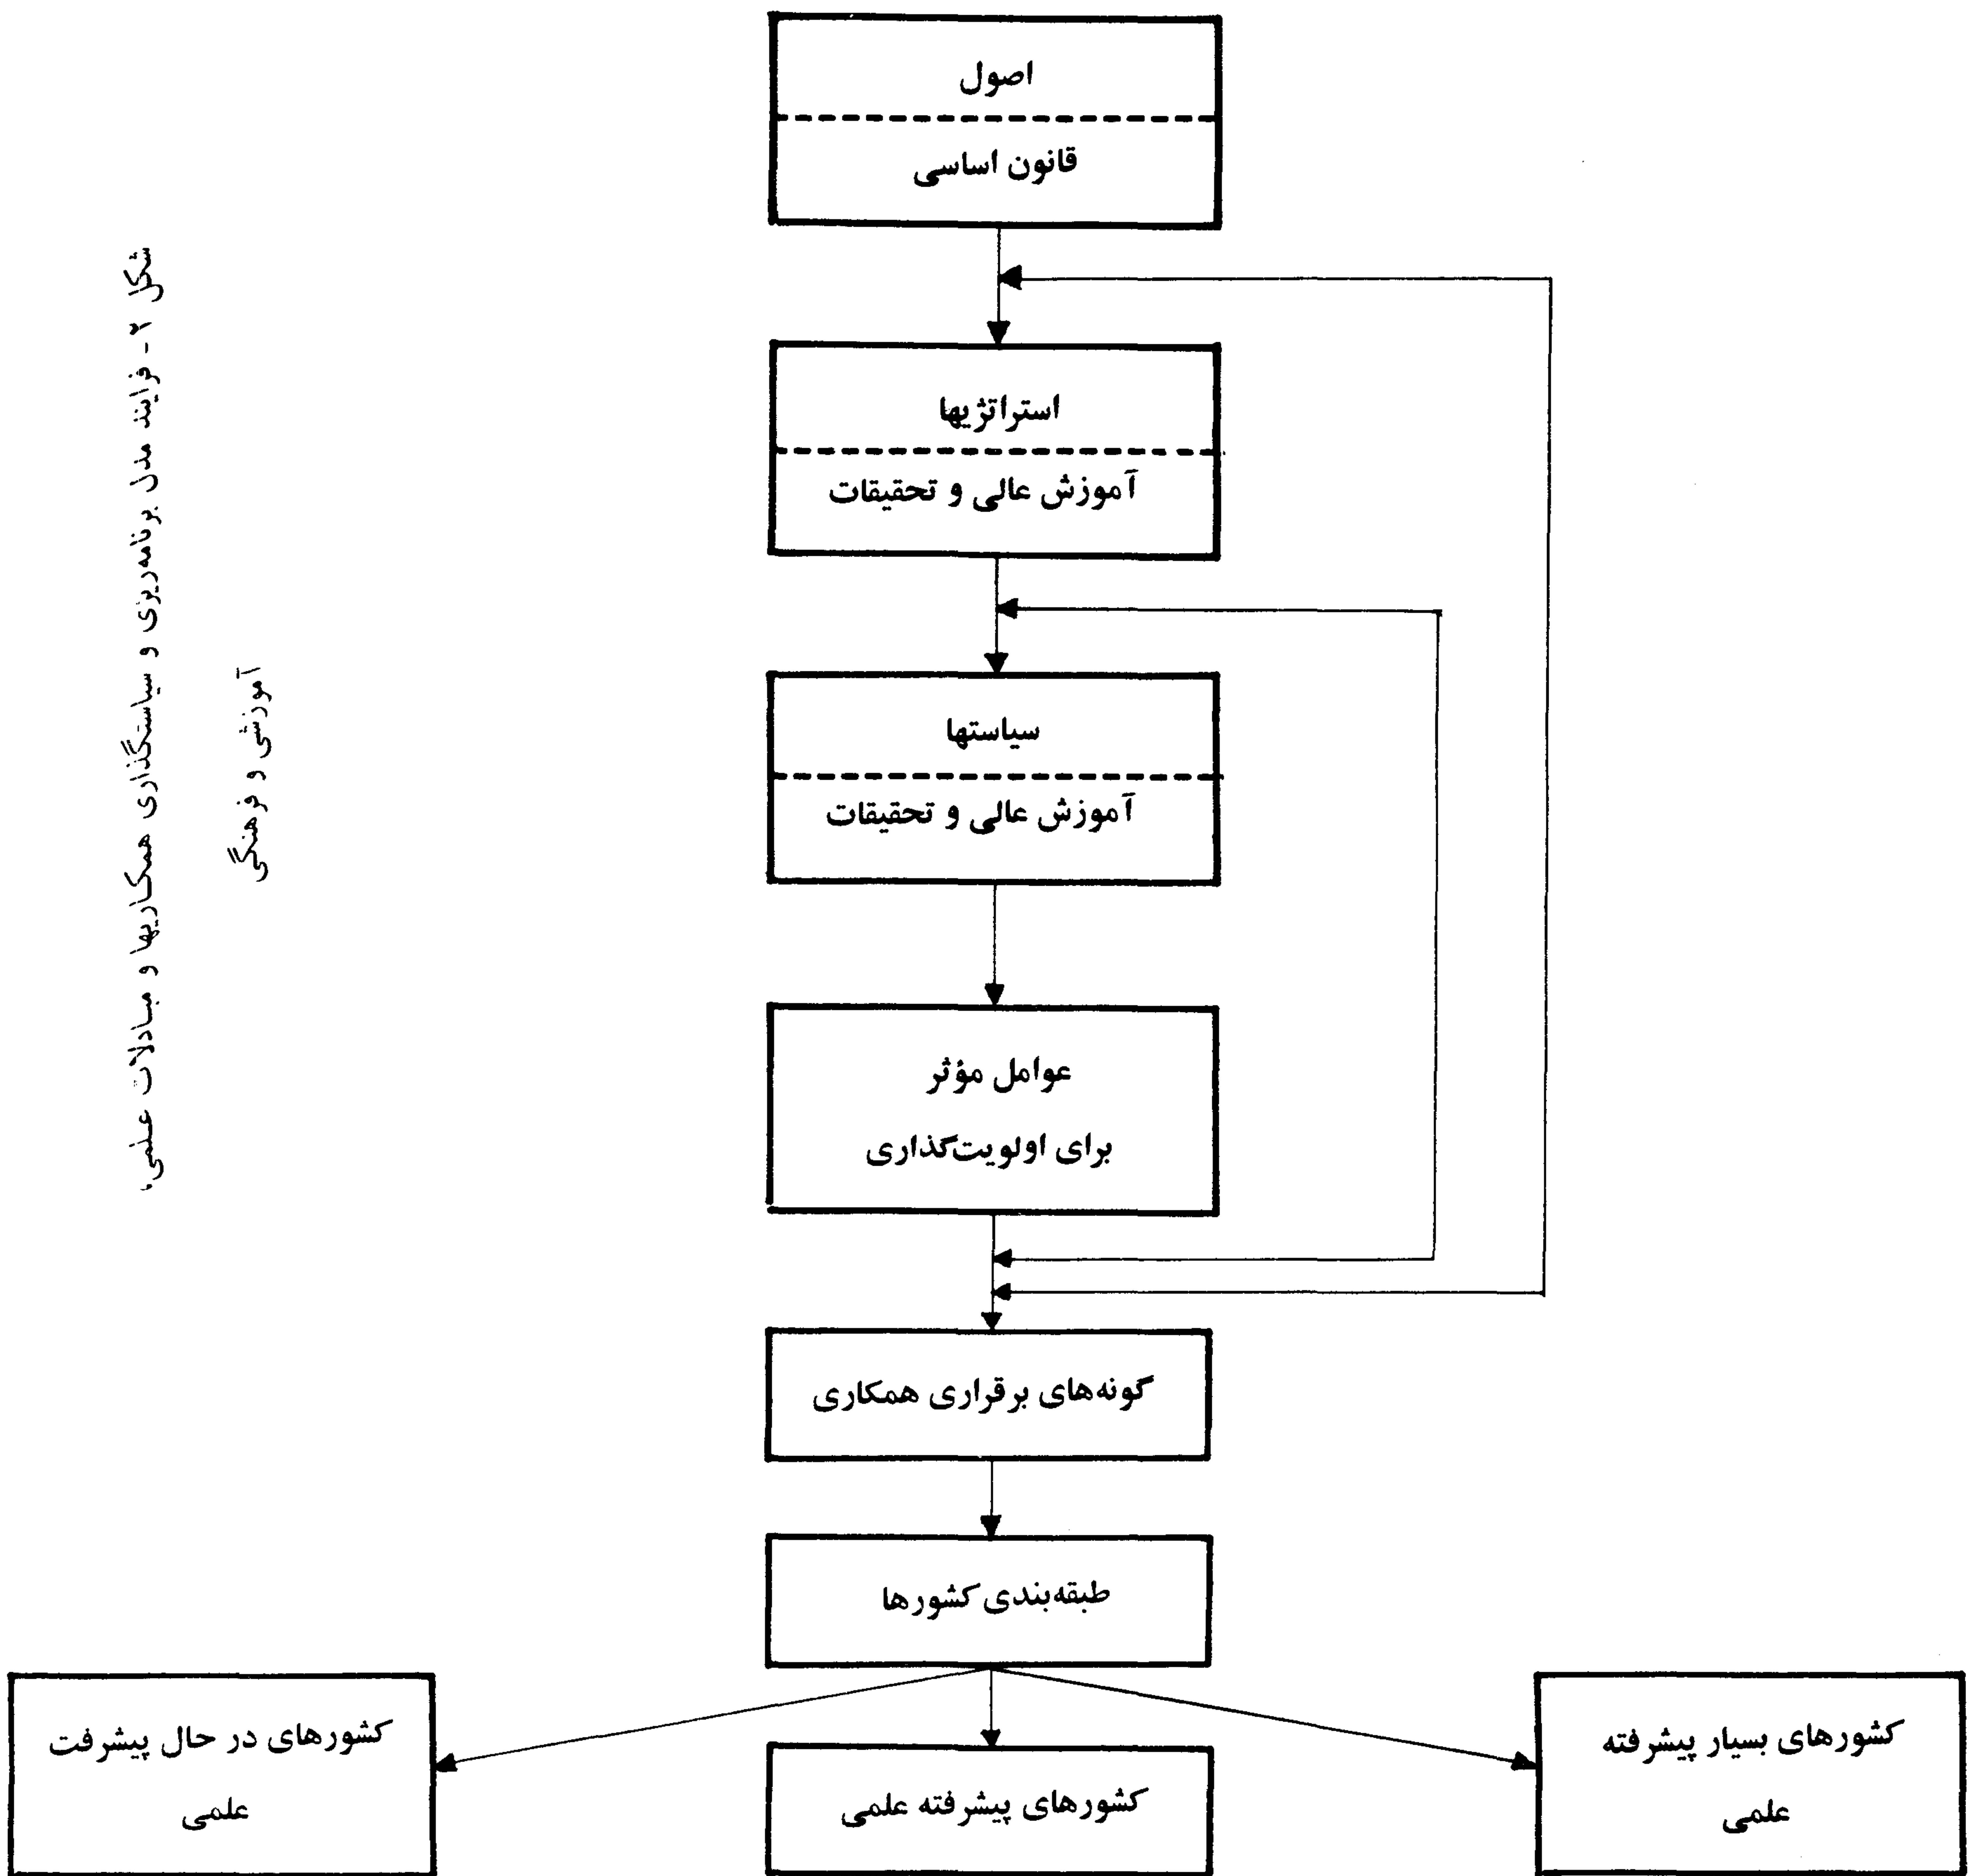 اصول
قانون اساسی
استراتژیها
آموزش عالی و تحقیقات
سیاستها
آموزش عالی و تحقیقات
عوامل مؤثر
برای اولویت‌گذاری
گونه‌های برقراری همکاری
طبقه‌بندی کشورها
کشورهای بسیار پیشرفته
علمی
کشورهای پیشرفته علمی
کشورهای در حال پیشرفت
علمی
شکل ۲ - فرایند مدل برنامه‌ریزی و سیاستگذاری همکاریها و مبادلات علمی،
آموزشی و فرهنگی